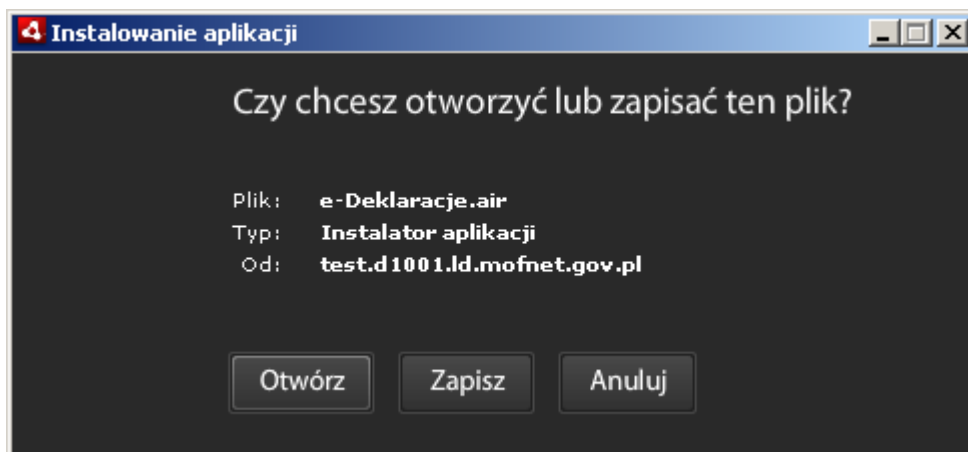 Instalowanie aplikacji
Czy chcesz otworzyć lub zapisać ten plik?
Plik: e-Deklaracje.air
Typ: Instalator aplikacji
Od: test.d1001.ld.mofnet.gov.pl
Otwórz Zapisz Anuluj